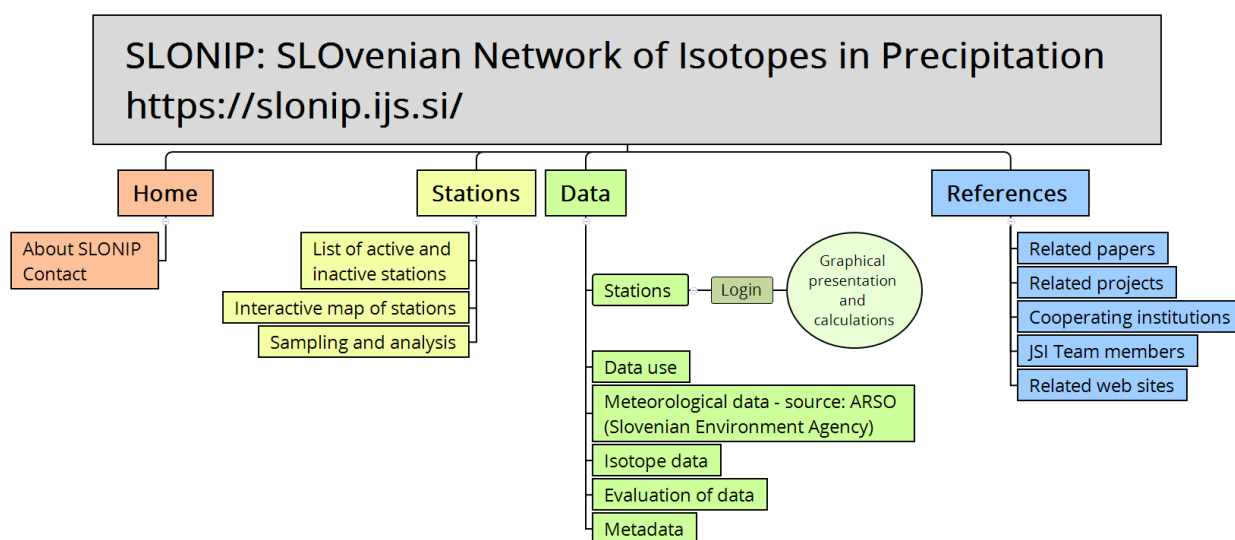 SLONIP: SLOvenian Network of Isotopes in Precipitation
https://slonip.ijs.si/
Home
About SLONIP
Contact
Stations
List of active and
inactive stations
Interactive map of stations
Sampling and analysis
Data
Stations
Login
Graphical
presentation
and
calculations
Data use
Meteorological data - source: ARSO
(Slovenian Environment Agency)
Isotope data
Evaluation of data
Metadata
References
Related papers
Related projects
Cooperating institutions
JSI Team members
Related web sites